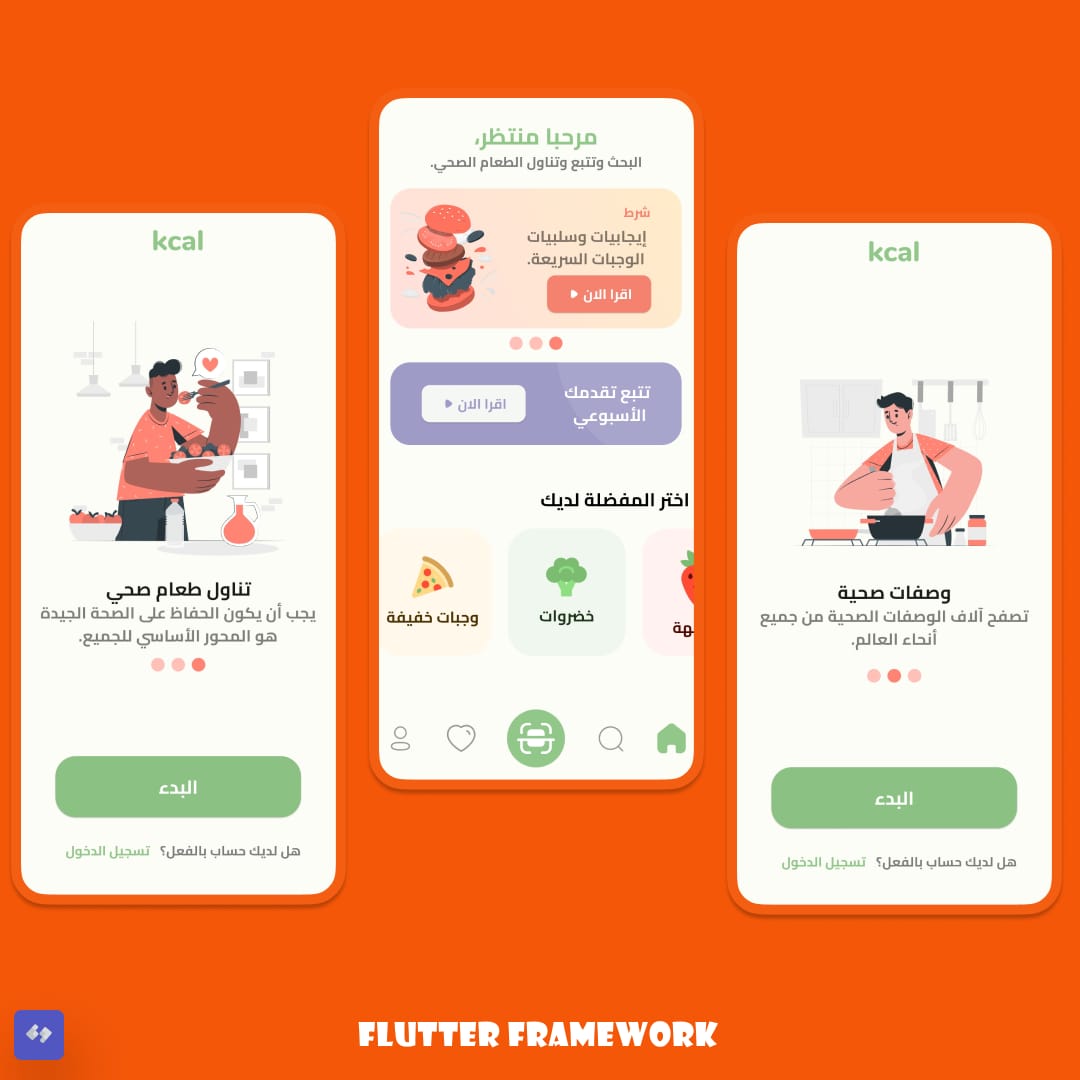 kcal
تناول طعام صحي
يجب أن يكون الحفاظ على الصحة الجيدة
هو المحور الأساسي للجميع.
البدء
هل لديك حساب بالفعل؟ تسجيل الدخول
مرحبا منتظر،
البحث وتتبع وتناول الطعام الصحي.
شرط
إيجابيات وسلبيات
الوجبات السريعة.
اقرا الان
تتبع تقدمك
الأسبوعي
اقرا الان
اختر المفضلة لديك
خضروات
وجبات خفيفة
kcal
وصفات صحية
تصفح آلاف الوصفات الصحية من جميع
أنحاء العالم.
البدء
هل لديك حساب بالفعل؟ تسجيل الدخول
FLUTTER FRAMEWORK